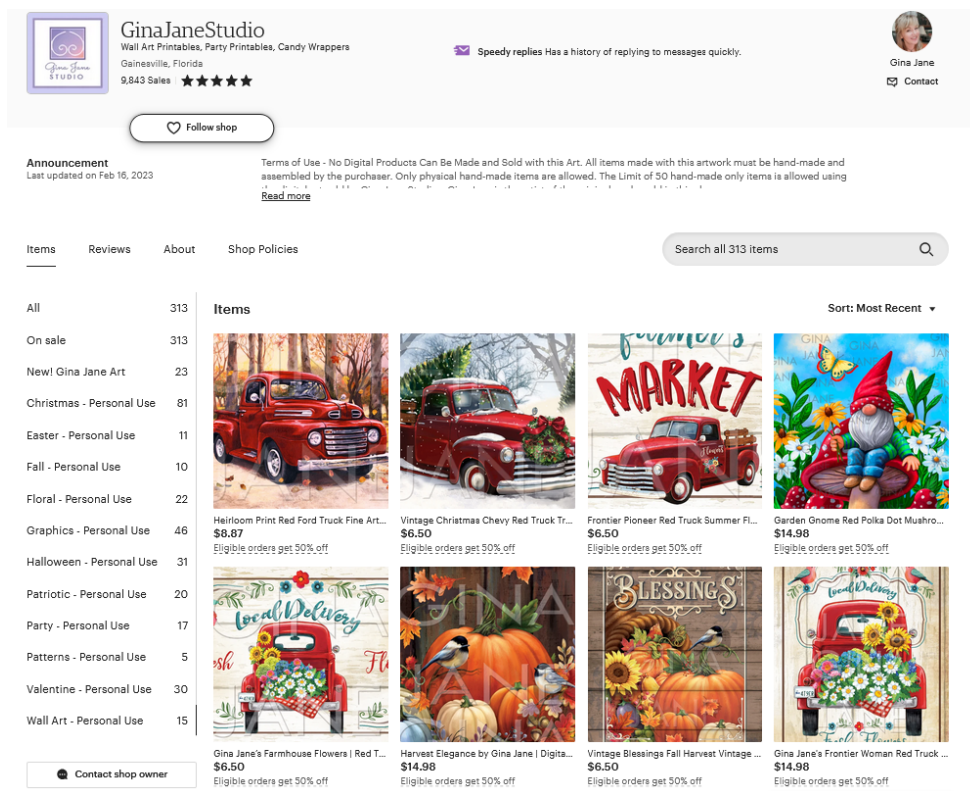 GinaJaneStudio
Wall Art Printables, Party Printables, Candy Wrappers
Gainesville, Florida
9,843 Sales
Gina Jane
STUDIO
Speedy replies Has a history of replying to messages quickly.
Gina Jane
Contact
Follow shop
Announcement
Last updated on Feb 16, 2023
Terms of Use - No Digital Products Can Be Made and Sold with this Art. All items made with this artwork must be hand-made and
assembled by the purchaser. Only physical hand-made items are allowed. The Limit of 50 hand-made only items is allowed using
Read more
Items Reviews About Shop Policies
Search all 313 items
All 313
On sale 313
New! Gina Jane Art 23
Christmas - Personal Use 81
Easter - Personal Use 11
Fall - Personal Use 10
Floral - Personal Use 22
Graphics - Personal Use 46
Halloween - Personal Use 31
Patriotic - Personal Use 20
Party - Personal Use 17
Patterns - Personal Use 5
Valentine - Personal Use 30
Wall Art - Personal Use 15
Contact shop owner
Items
Sort: Most Recent
Farmer's
MARKET
Flowers
GINA
JANE
Heirloom Print Red Ford Truck Fine Art...
$8.87
Eligible orders get 50% off
Vintage Christmas Chevy Red Truck Tr...
$6.50
Eligible orders get 50% off
Frontier Pioneer Red Truck Summer Fl...
$6.50
Eligible orders get 50% off
Garden Gnome Red Polka Dot Mushro...
$14.98
Eligible orders get 50% off
Local Delivery
GINA
JANE
BLESSINGS
Local Delivery
Fresh Flowers
Gina Jane's Farmhouse Flowers | Red T...
$6.50
Eligible orders get 50% off
Harvest Elegance by Gina Jane | Digita...
$14.98
Eligible orders get 50% off
Vintage Blessings Fall Harvest Vintage ...
$6.50
Eligible orders get 50% off
Gina Jane's Frontier Woman Red Truck ...
$14.98
Eligible orders get 50% off